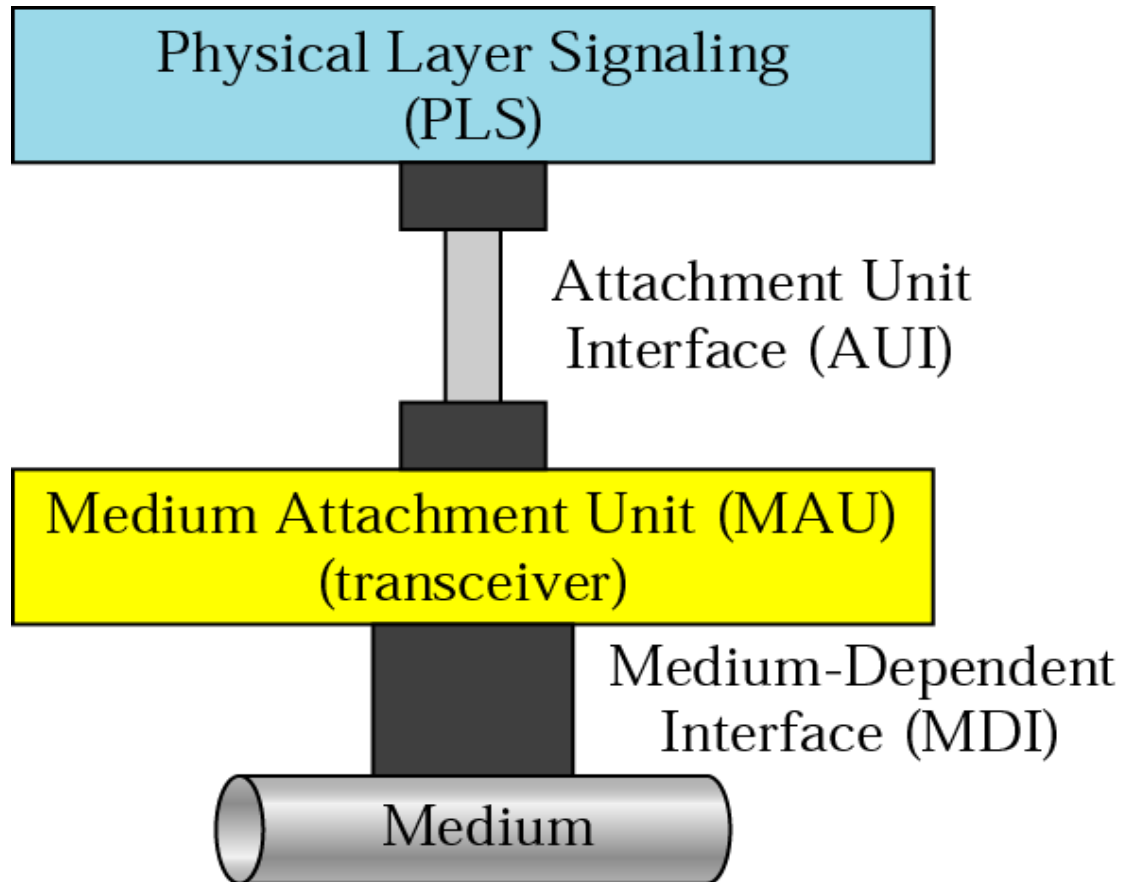 Physical Layer Signaling
(PLS)
Attachment Unit
Interface (AUI)
Medium Attachment Unit (MAU)
(transceiver)
Medium-Dependent
Interface (MDI)
Medium